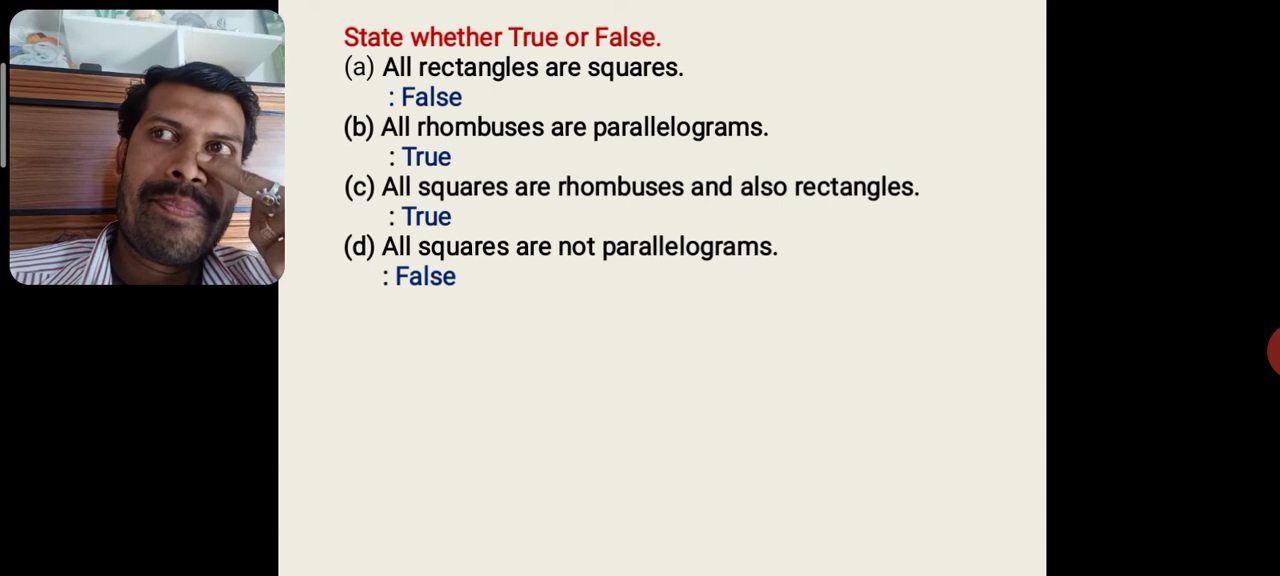 State whether True or False.
(a) All rectangles are squares.
: False
(b) All rhombuses are parallelograms.
: True
(c) All squares are rhombuses and also rectangles.
: True
(d) All squares are not parallelograms.
: False